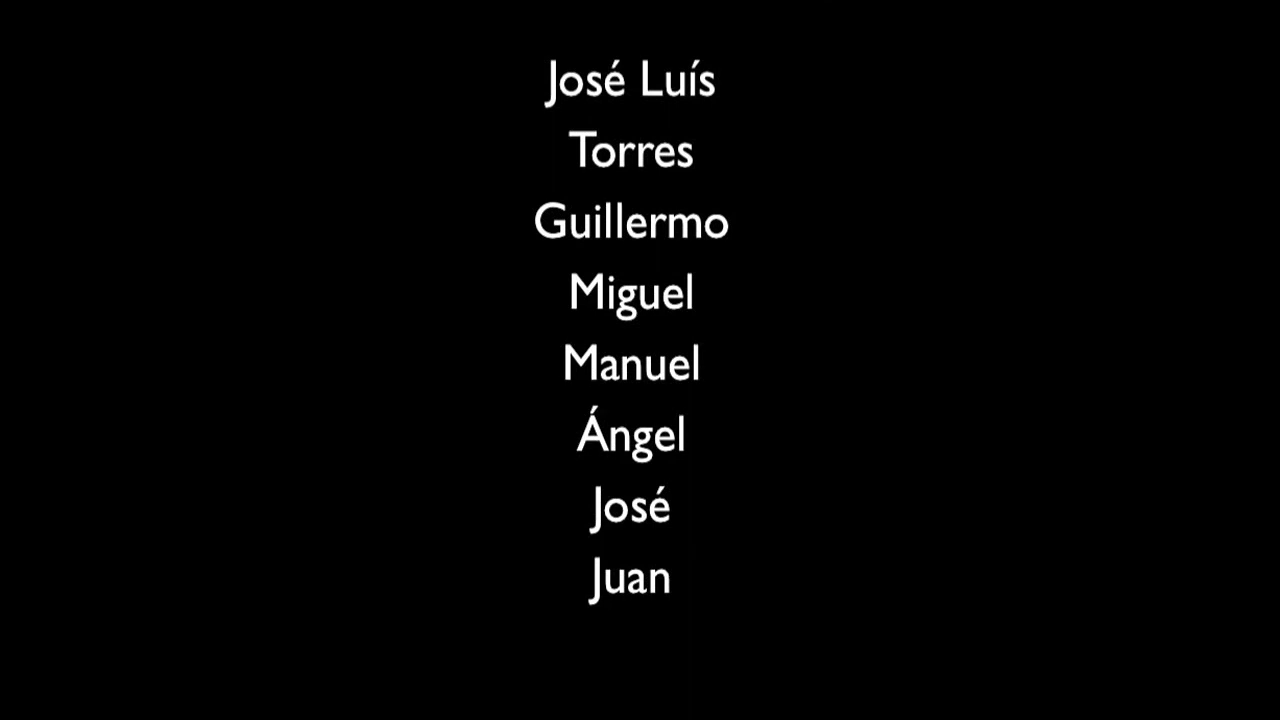 José Luís
Torres
Guillermo
Miguel
Manuel
Ángel
José
Juan